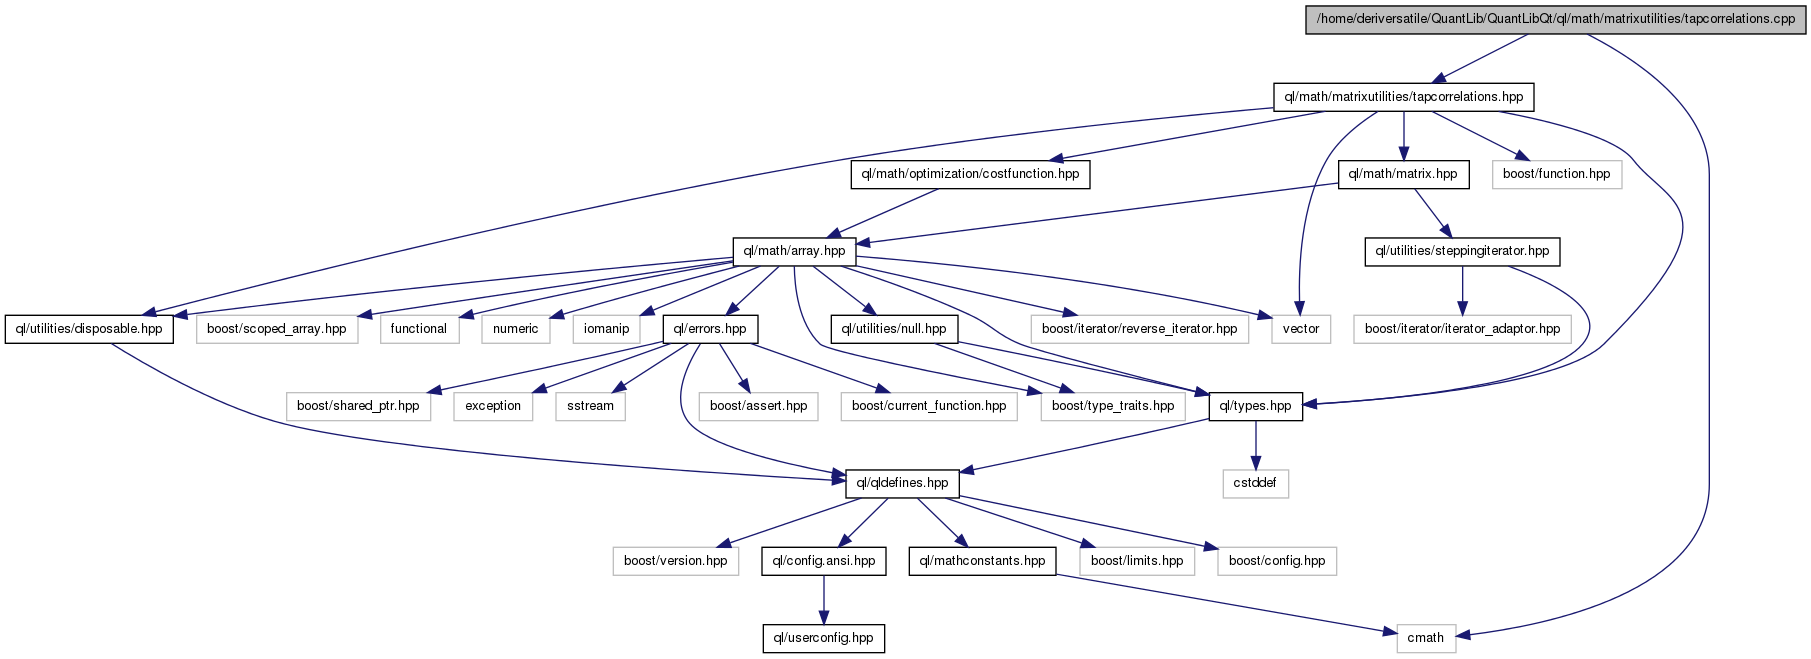 /home/deriversatile/QuantLib/QuantLibQt/ql/math/matrixutilities/tapcorrelations.cpp
ql/math/matrixutilities/tapcorrelations.hpp
ql/math/optimization/costfunction.hpp
ql/math/matrix.hpp
boost/function.hpp
ql/math/array.hpp
ql/utilities/steppingiterator.hpp
ql/utilities/disposable.hpp
boost/scoped_array.hpp
functional
numeric
iomanip
ql/errors.hpp
ql/utilities/null.hpp
boost/iterator/reverse_iterator.hpp
vector
boost/iterator/iterator_adaptor.hpp
boost/shared_ptr.hpp
exception
sstream
boost/assert.hpp
boost/current_function.hpp
boost/type_traits.hpp
ql/types.hpp
ql/qldefines.hpp
cstddef
boost/version.hpp
ql/config.ansi.hpp
ql/mathconstants.hpp
boost/limits.hpp
boost/config.hpp
ql/userconfig.hpp
cmath